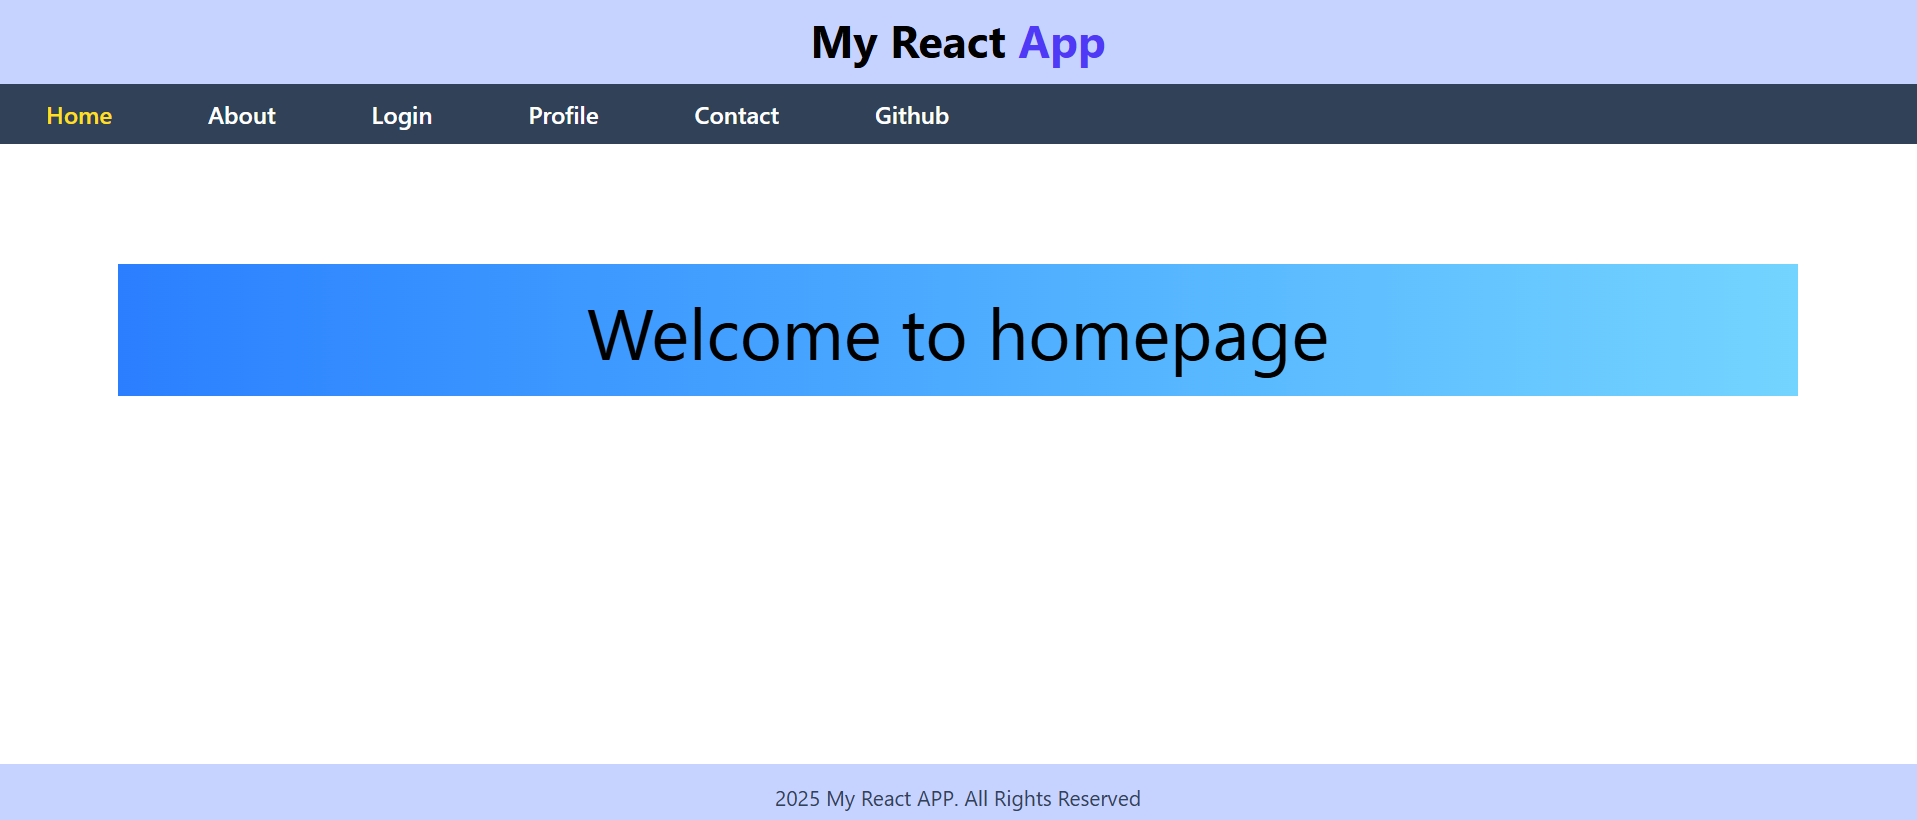 My React App
Home About Login Profile Contact Github
Welcome to homepage
2025 My React APP. All Rights Reserved